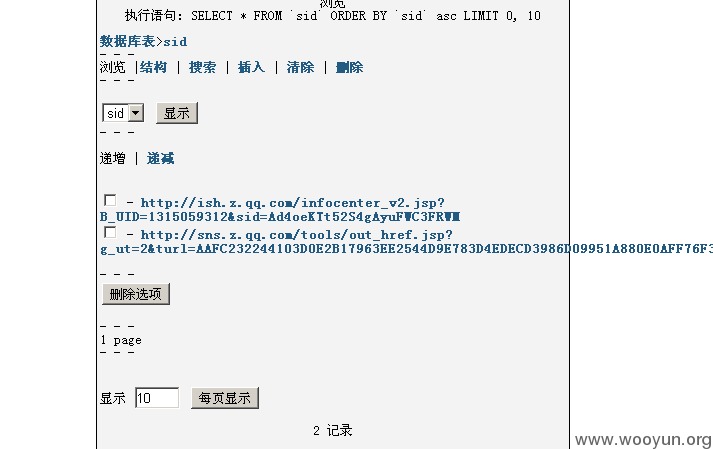 浏览
执行语句: SELECT * FROM `sid` ORDER BY `sid` asc LIMIT 0, 10
数据库表>sid
- - -
浏览 |结构 | 搜索 | 插入 | 清除 | 删除
- - -
sid 显示
- - -
递增 | 递减
- http://ish.z.qq.com/infocenter_v2.jsp?
B_UID=1315059312&sid=Ad4oeKTt52S4gAyuFWC3FRWM
- http://sns.z.qq.com/tools/out_href.jsp?
g_ut=2&turl=AAFC232244103D0E2B17963EE2544D9E783D4EDECD3986D09951A880E0AFF76F3
- - -
删除选项
- - -
1 page
- - -
显示 10 每页显示
2 记录
www.wooyun.org